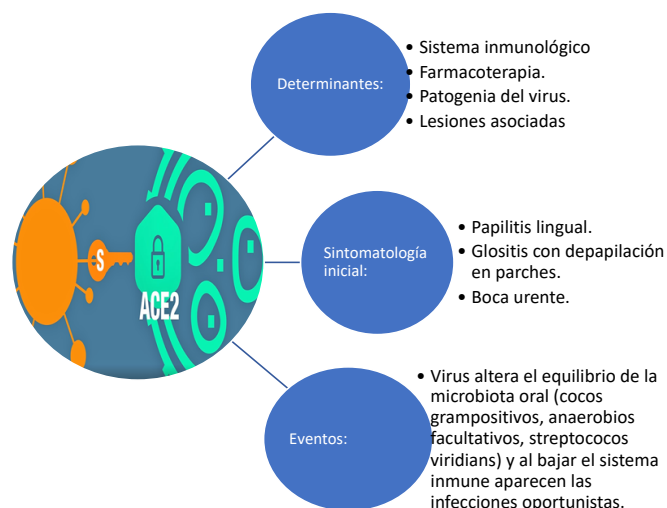 Determinantes:
• Sistema inmunológico
• Farmacoterapia.
• Patogenia del virus.
• Lesiones asociadas
S
ACE2
Sintomatología
inicial:
• Papilitis lingual.
• Glositis con depapilación
en parches.
• Boca urente.
Eventos:
• Virus altera el equilibrio de la
microbiota oral (cocos
grampositivos, anaerobios
facultativos, streptococos
viridians) y al bajar el sistema
inmune aparecen las
infecciones oportunistas.